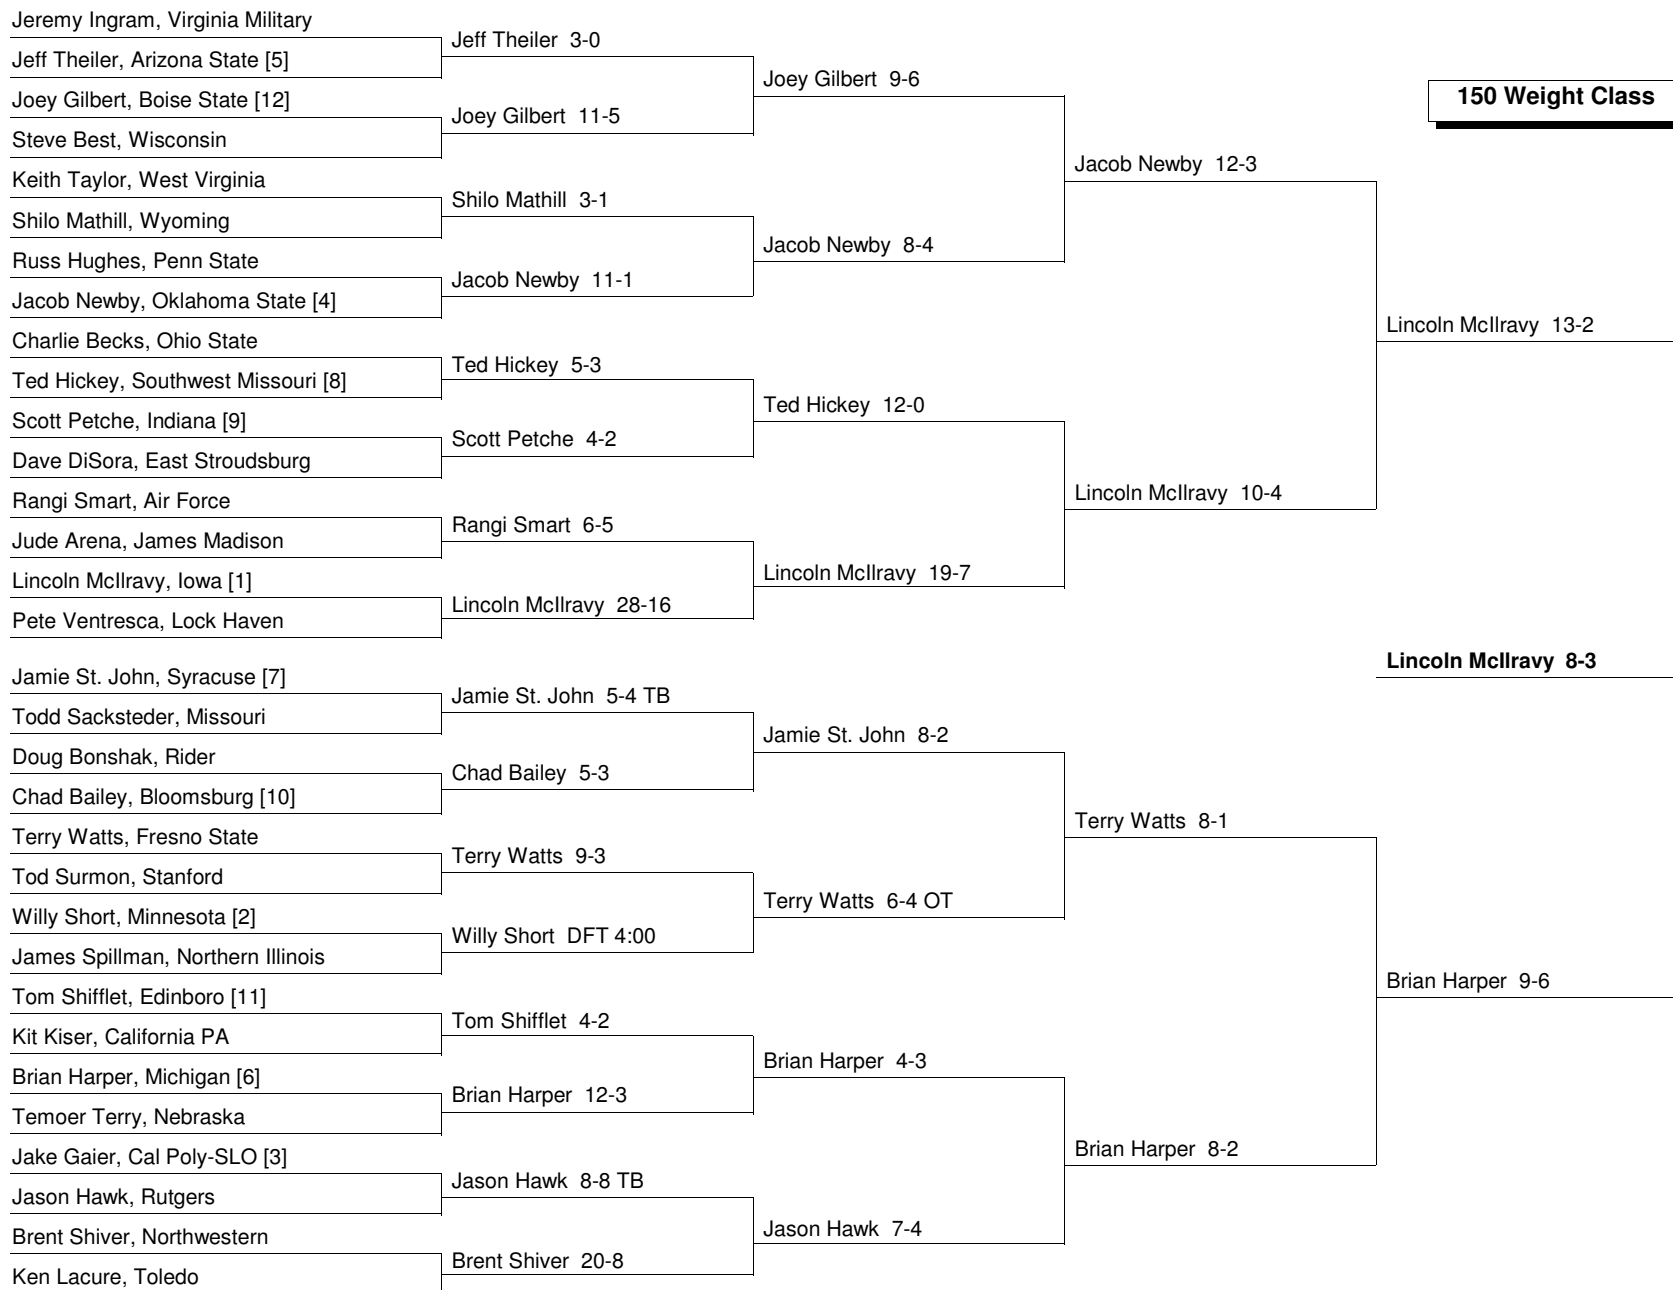 Jeremy Ingram, Virginia Military
Jeff Theiler, Arizona State [5]
Joey Gilbert, Boise State [12]
Steve Best, Wisconsin
Keith Taylor, West Virginia
Shilo Mathill, Wyoming
Russ Hughes, Penn State
Jacob Newby, Oklahoma State [4]
Charlie Becks, Ohio State
Ted Hickey, Southwest Missouri [8]
Scott Petche, Indiana [9]
Dave DiSora, East Stroudsburg
Rangi Smart, Air Force
Jude Arena, James Madison
Lincoln McIlravy, Iowa [1]
Pete Ventresca, Lock Haven
Jamie St. John, Syracuse [7]
Todd Sacksteder, Missouri
Doug Bonshak, Rider
Chad Bailey, Bloomsburg [10]
Terry Watts, Fresno State
Tod Surmon, Stanford
Willy Short, Minnesota [2]
James Spillman, Northern Illinois
Tom Shifflet, Edinboro [11]
Kit Kiser, California PA
Brian Harper, Michigan [6]
Temoer Terry, Nebraska
Jake Gaier, Cal Poly-SLO [3]
Jason Hawk, Rutgers
Brent Shiver, Northwestern
Ken Lacure, Toledo
Jeff Theiler 3-0
Joey Gilbert 11-5
Shilo Mathill 3-1
Jacob Newby 11-1
Ted Hickey 5-3
Scott Petche 4-2
Rangi Smart 6-5
Lincoln McIlravy 28-16
Jamie St. John 5-4 TB
Chad Bailey 5-3
Terry Watts 9-3
Willy Short DFT 4:00
Tom Shifflet 4-2
Brian Harper 12-3
Jason Hawk 8-8 TB
Brent Shiver 20-8
Joey Gilbert 9-6
Jacob Newby 8-4
Ted Hickey 12-0
Lincoln McIlravy 19-7
Jamie St. John 8-2
Terry Watts 6-4 OT
Brian Harper 4-3
Jason Hawk 7-4
Jacob Newby 12-3
Lincoln McIlravy 10-4
Terry Watts 8-1
Brian Harper 8-2
150 Weight Class
Lincoln McIlravy 13-2
Lincoln McIlravy 8-3
Brian Harper 9-6